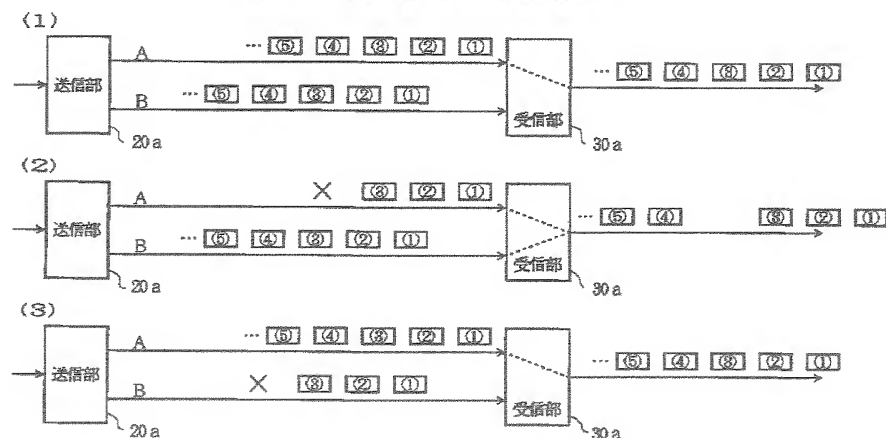 (1)
A … ⑤ ④ ③ ② ①
送信部
… ⑤ ④ ③ ② ①
B … ⑤ ④ ③ ② ①
受信部
20a
30a
(2)
A × ③ ② ①
送信部
… ⑤ ④ ③ ② ①
B … ⑤ ④ ③ ② ①
受信部
20a
30a
(3)
A … ⑤ ④ ③ ② ①
送信部
… ⑤ ④ ③ ② ①
B × ③ ② ①
受信部
20a
30a